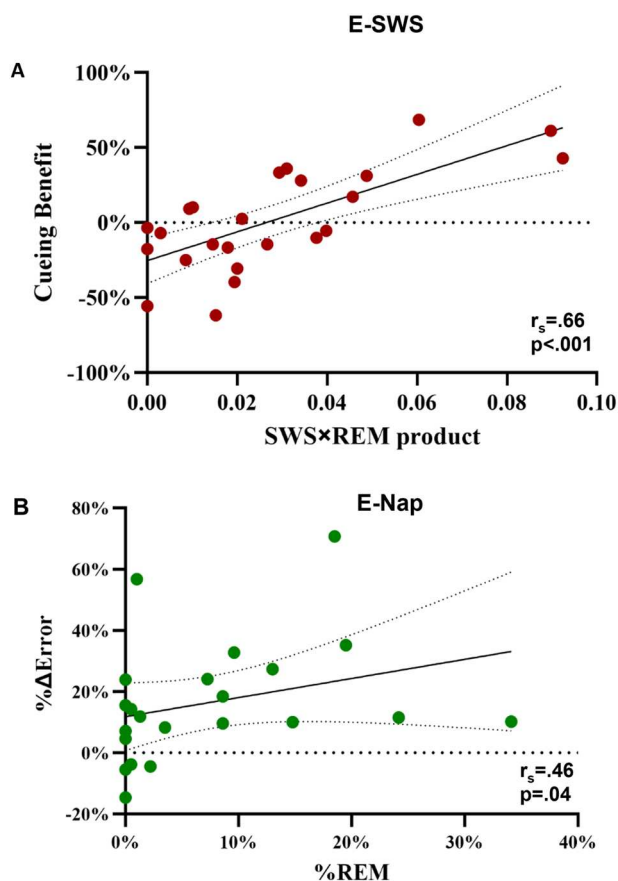 E-SWS
A
100%
50%
0%
-50%
-100%
Cueing Benefit
rs=.66
p<.001
0.00 0.02 0.04 0.06 0.08 0.10
SWS×REM product
B
E-Nap
80%
60%
40%
20%
0%
-20%
%ΔError
rs=.46
p=.04
0% 10% 20% 30% 40%
%REM